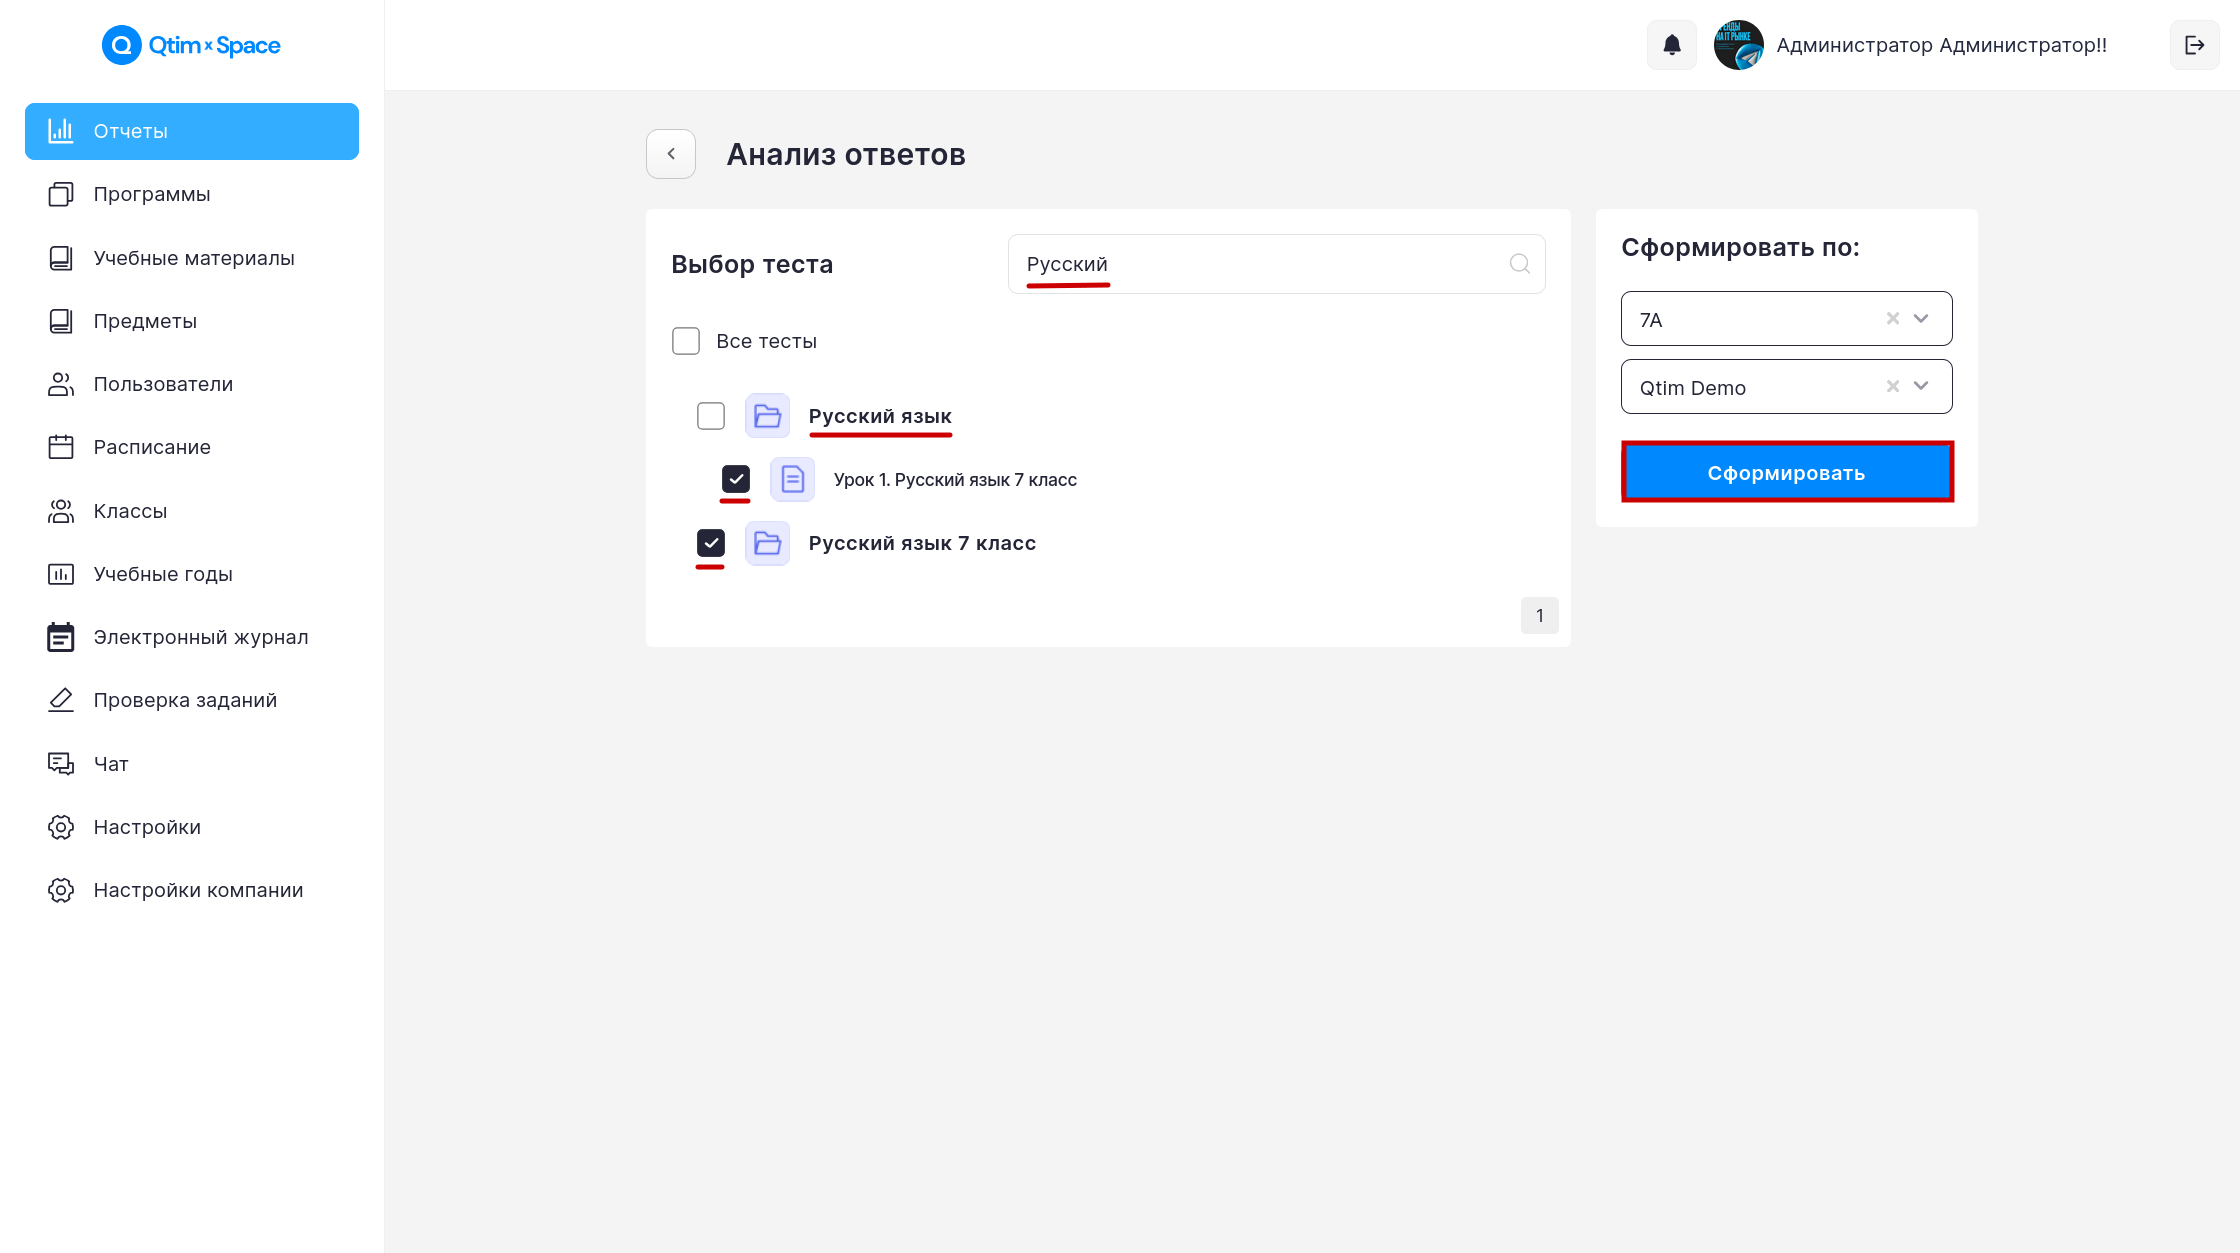 Qtim × Space
Администратор Администратор!!
Отчеты
Программы
Учебные материалы
Предметы
Пользователи
Расписание
Классы
Учебные годы
Электронный журнал
Проверка заданий
Чат
Настройки
Настройки компании
Анализ ответов
Выбор теста
Русский
Все тесты
Русский язык
Урок 1. Русский язык 7 класс
Русский язык 7 класс
1
Сформировать по:
7А
Qtim Demo
Сформировать